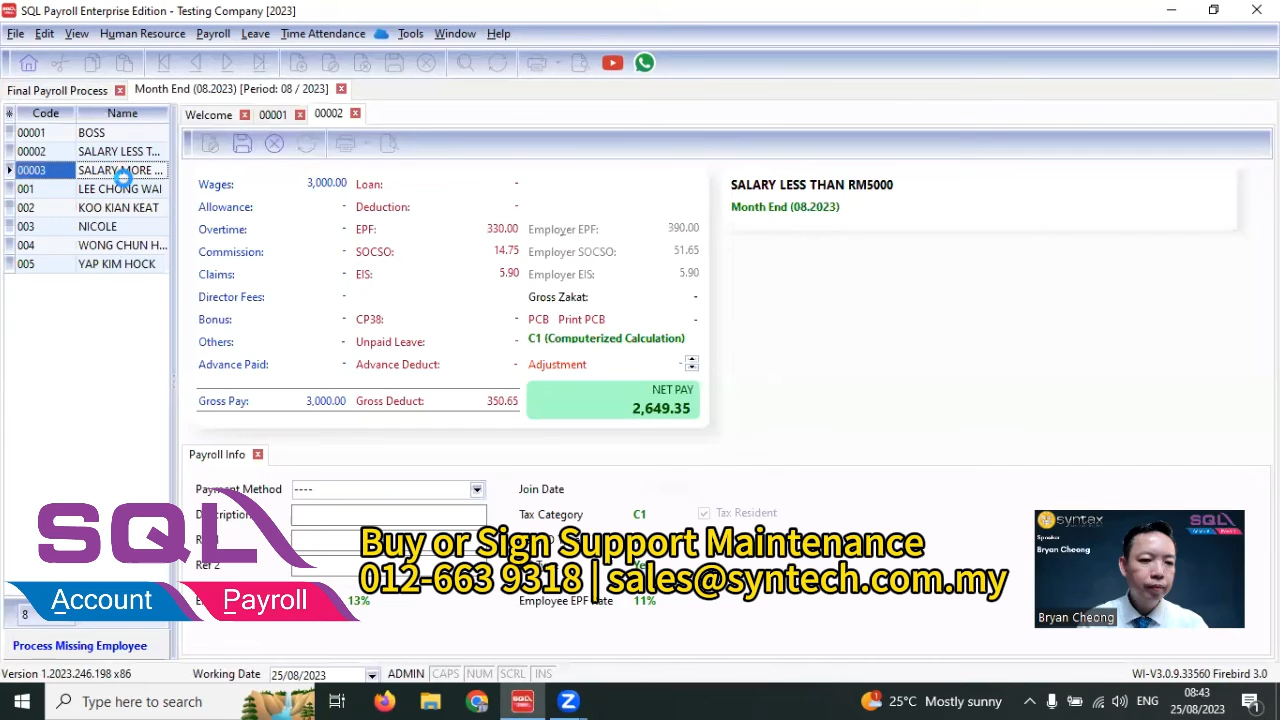 SQL Payroll Enterprise Edition - Testing Company [2023]
File Edit View Human Resource Payroll Leave Time Attendance Tools Window Help
Final Payroll Process Month End (08.2023) [Period: 08 / 2023]
Code Name
00001 BOSS
00002 SALARY LESS T...
00003 SALARY MORE ...
001 LEE CHONG WAI
002 KOO KIAN KEAT
003 NICOLE
004 WONG CHUN H...
005 YAP KIM HOCK
8
Process Missing Employee
Welcome 00001 00002
Wages: 3,000.00 Loan: -
Allowance: - Deduction: -
Overtime: - EPF: 330.00 Employer EPF: 390.00
Commission: - SOCSO: 14.75 Employer SOCSO: 51.65
Claims: - EIS: 5.90 Employer EIS: 5.90
Director Fees: - Gross Zakat: -
Bonus: - CP38: - PCB Print PCB -
Others: - Unpaid Leave: - C1 (Computerized Calculation)
Advance Paid: - Advance Deduct: - Adjustment -
Gross Pay: 3,000.00 Gross Deduct: 350.65
NET PAY
2,649.35
SALARY LESS THAN RM5000
Month End (08.2023)
Payroll Info
Payment Method ---- Join Date
Tax Category C1 Tax Resident
Ref 2
13% Employee EPF Rate 11%
SQL
Account Payroll
Buy or Sign Support Maintenance
012-663 9318 | sales@syntech.com.my
syntax
SQL
Speaker
Bryan Cheong
Bryan Cheong
Version 1.2023.246.198 x86 Working Date 25/08/2023 ADMIN CAPS NUM SCRL INS WI-V3.0.9.33560 Firebird 3.0
Type here to search 25°C Mostly sunny ENG 08:43
25/08/2023